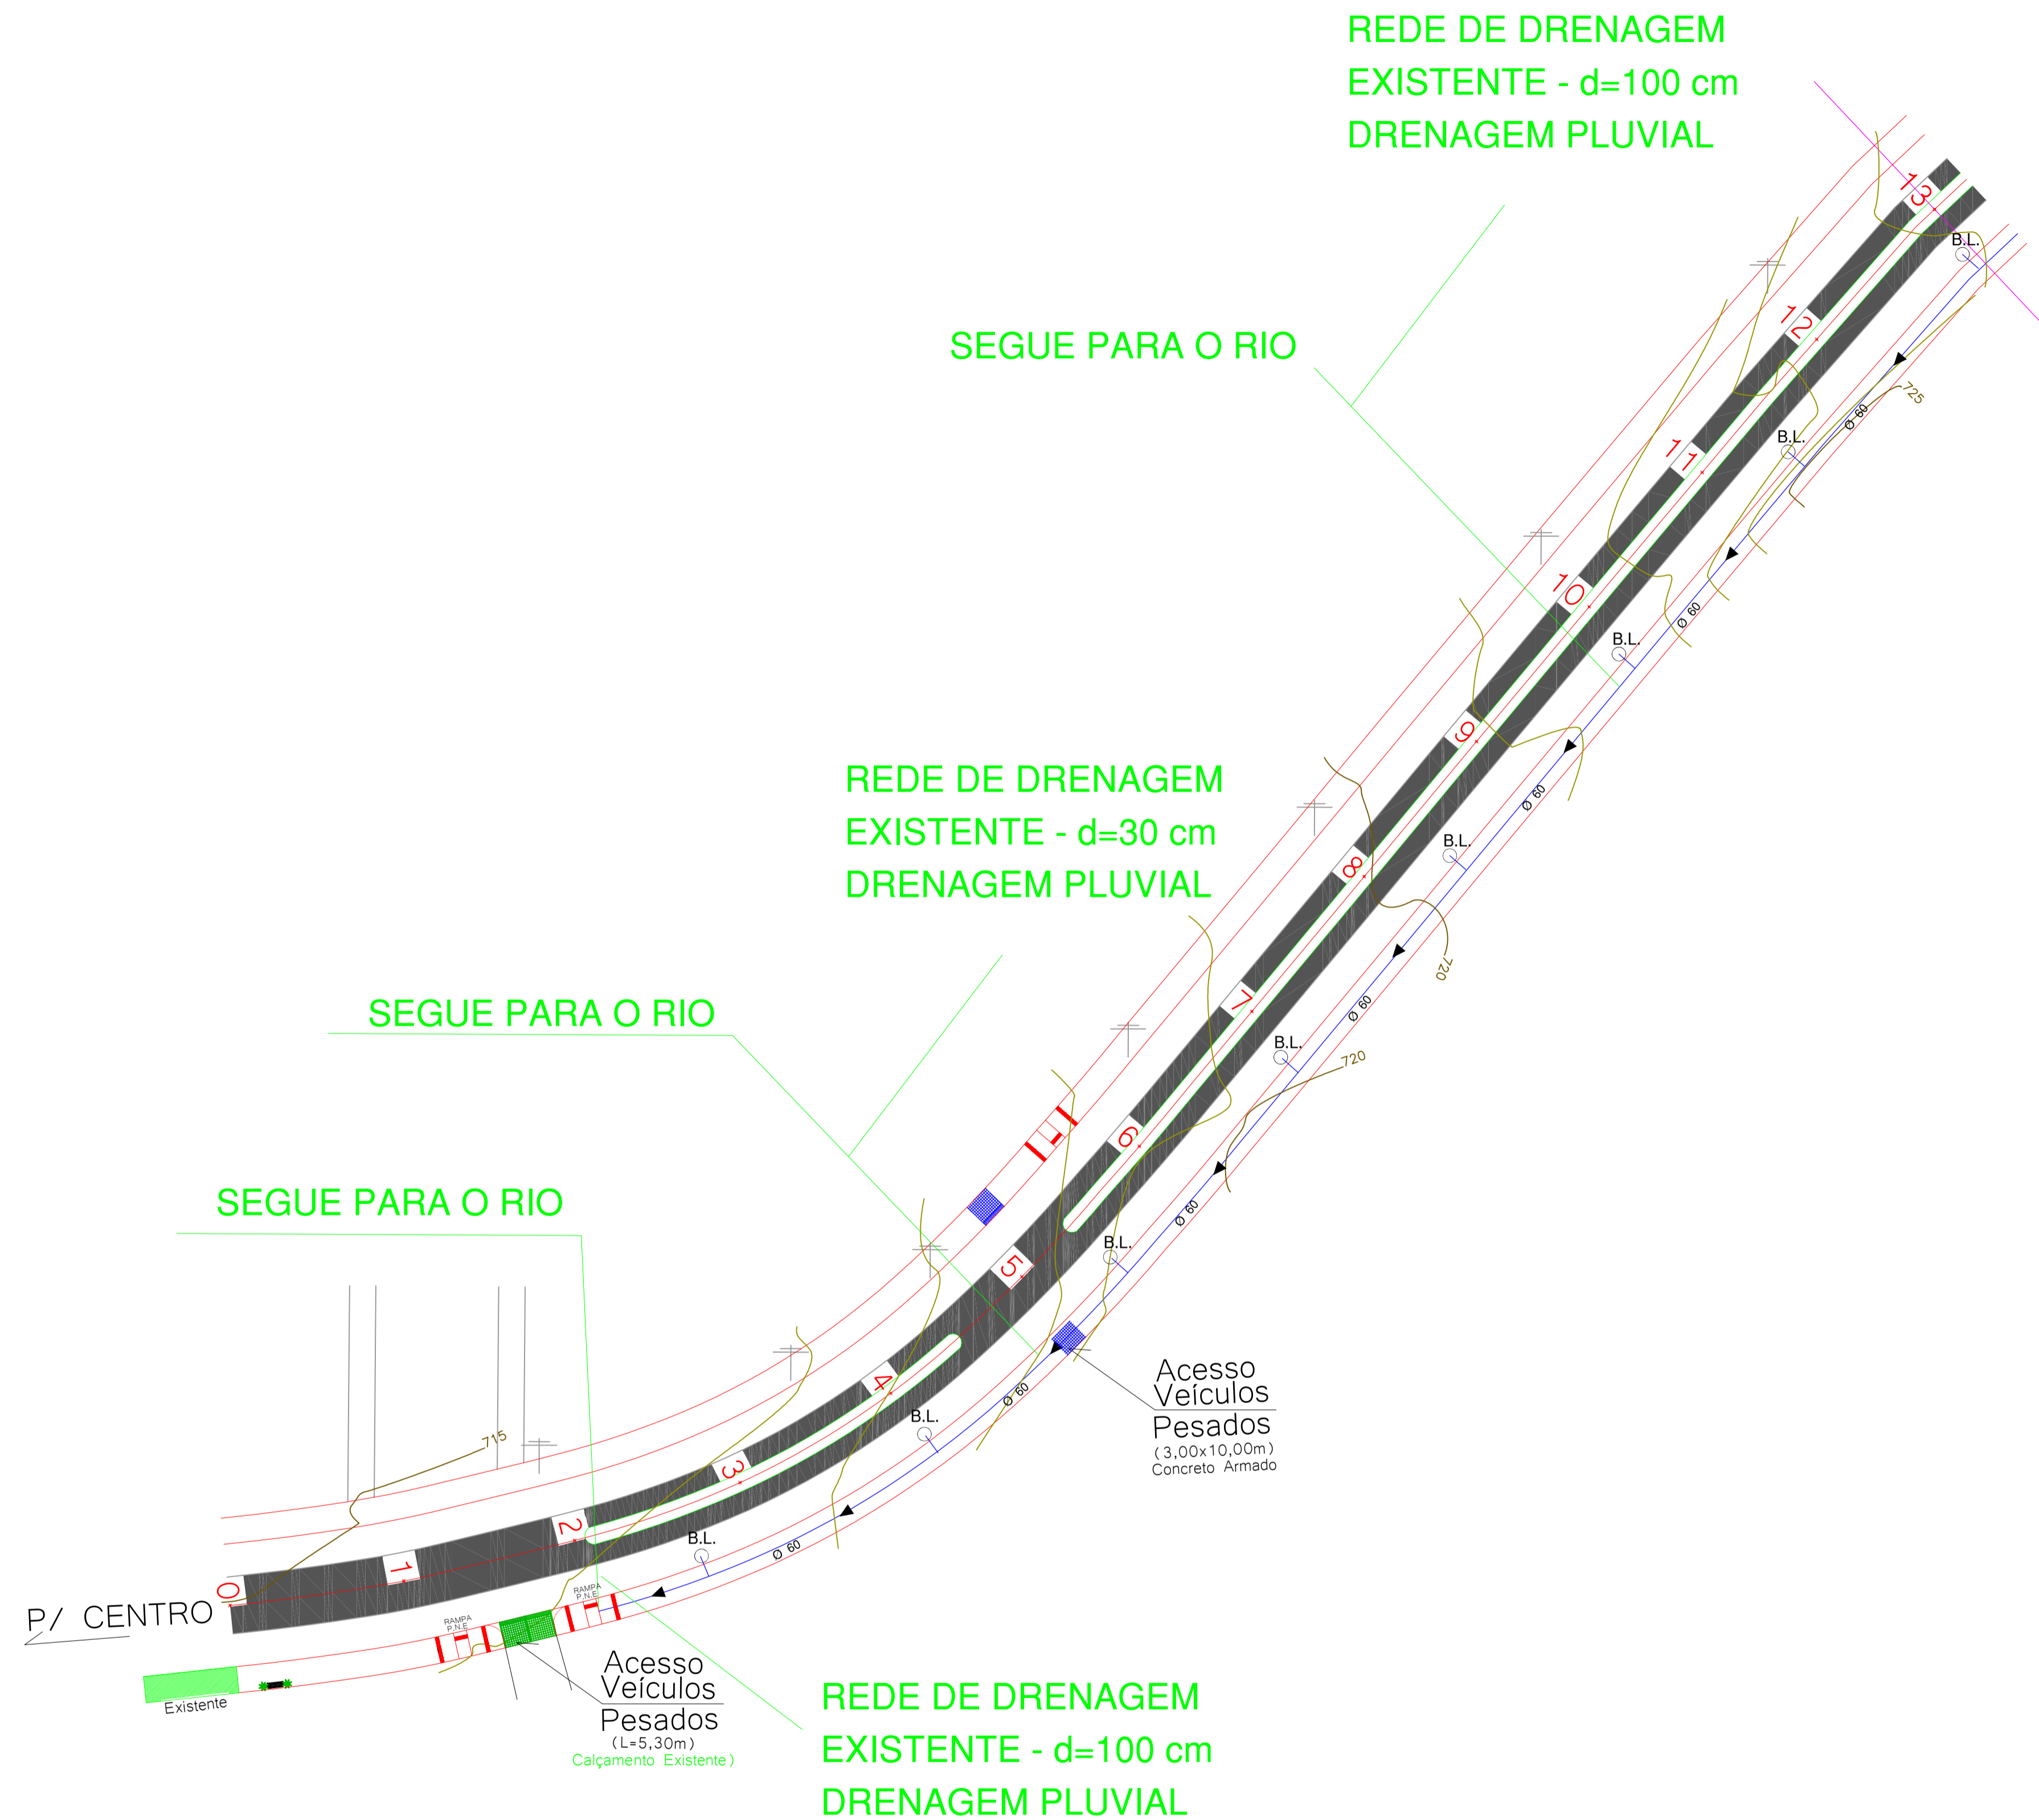 REDE DE DRENAGEM
EXISTENTE - d=100 cm
DRENAGEM PLUVIAL
SEGUE PARA O RIO
13
B.L.
12
725
Ø 60
B.L.
11
10
Ø 60
B.L.
9
REDE DE DRENAGEM
EXISTENTE - d=30 cm
DRENAGEM PLUVIAL
Ø 60
B.L.
8
720
SEGUE PARA O RIO
7
Ø 60
B.L.
720
6
SEGUE PARA O RIO
Ø 60
B.L.
5
Acesso
Veículos
Pesados
(3,00x10,00m)
Concreto Armado
4
Ø 60
B.L.
715
3
2
B.L.
Ø 60
1
0
P/ CENTRO
RAMPA
P.N.E
RAMPA
P.N.E
Existente
Acesso
Veículos
Pesados
(L=5,30m)
Calçamento Existente)
REDE DE DRENAGEM
EXISTENTE - d=100 cm
DRENAGEM PLUVIAL